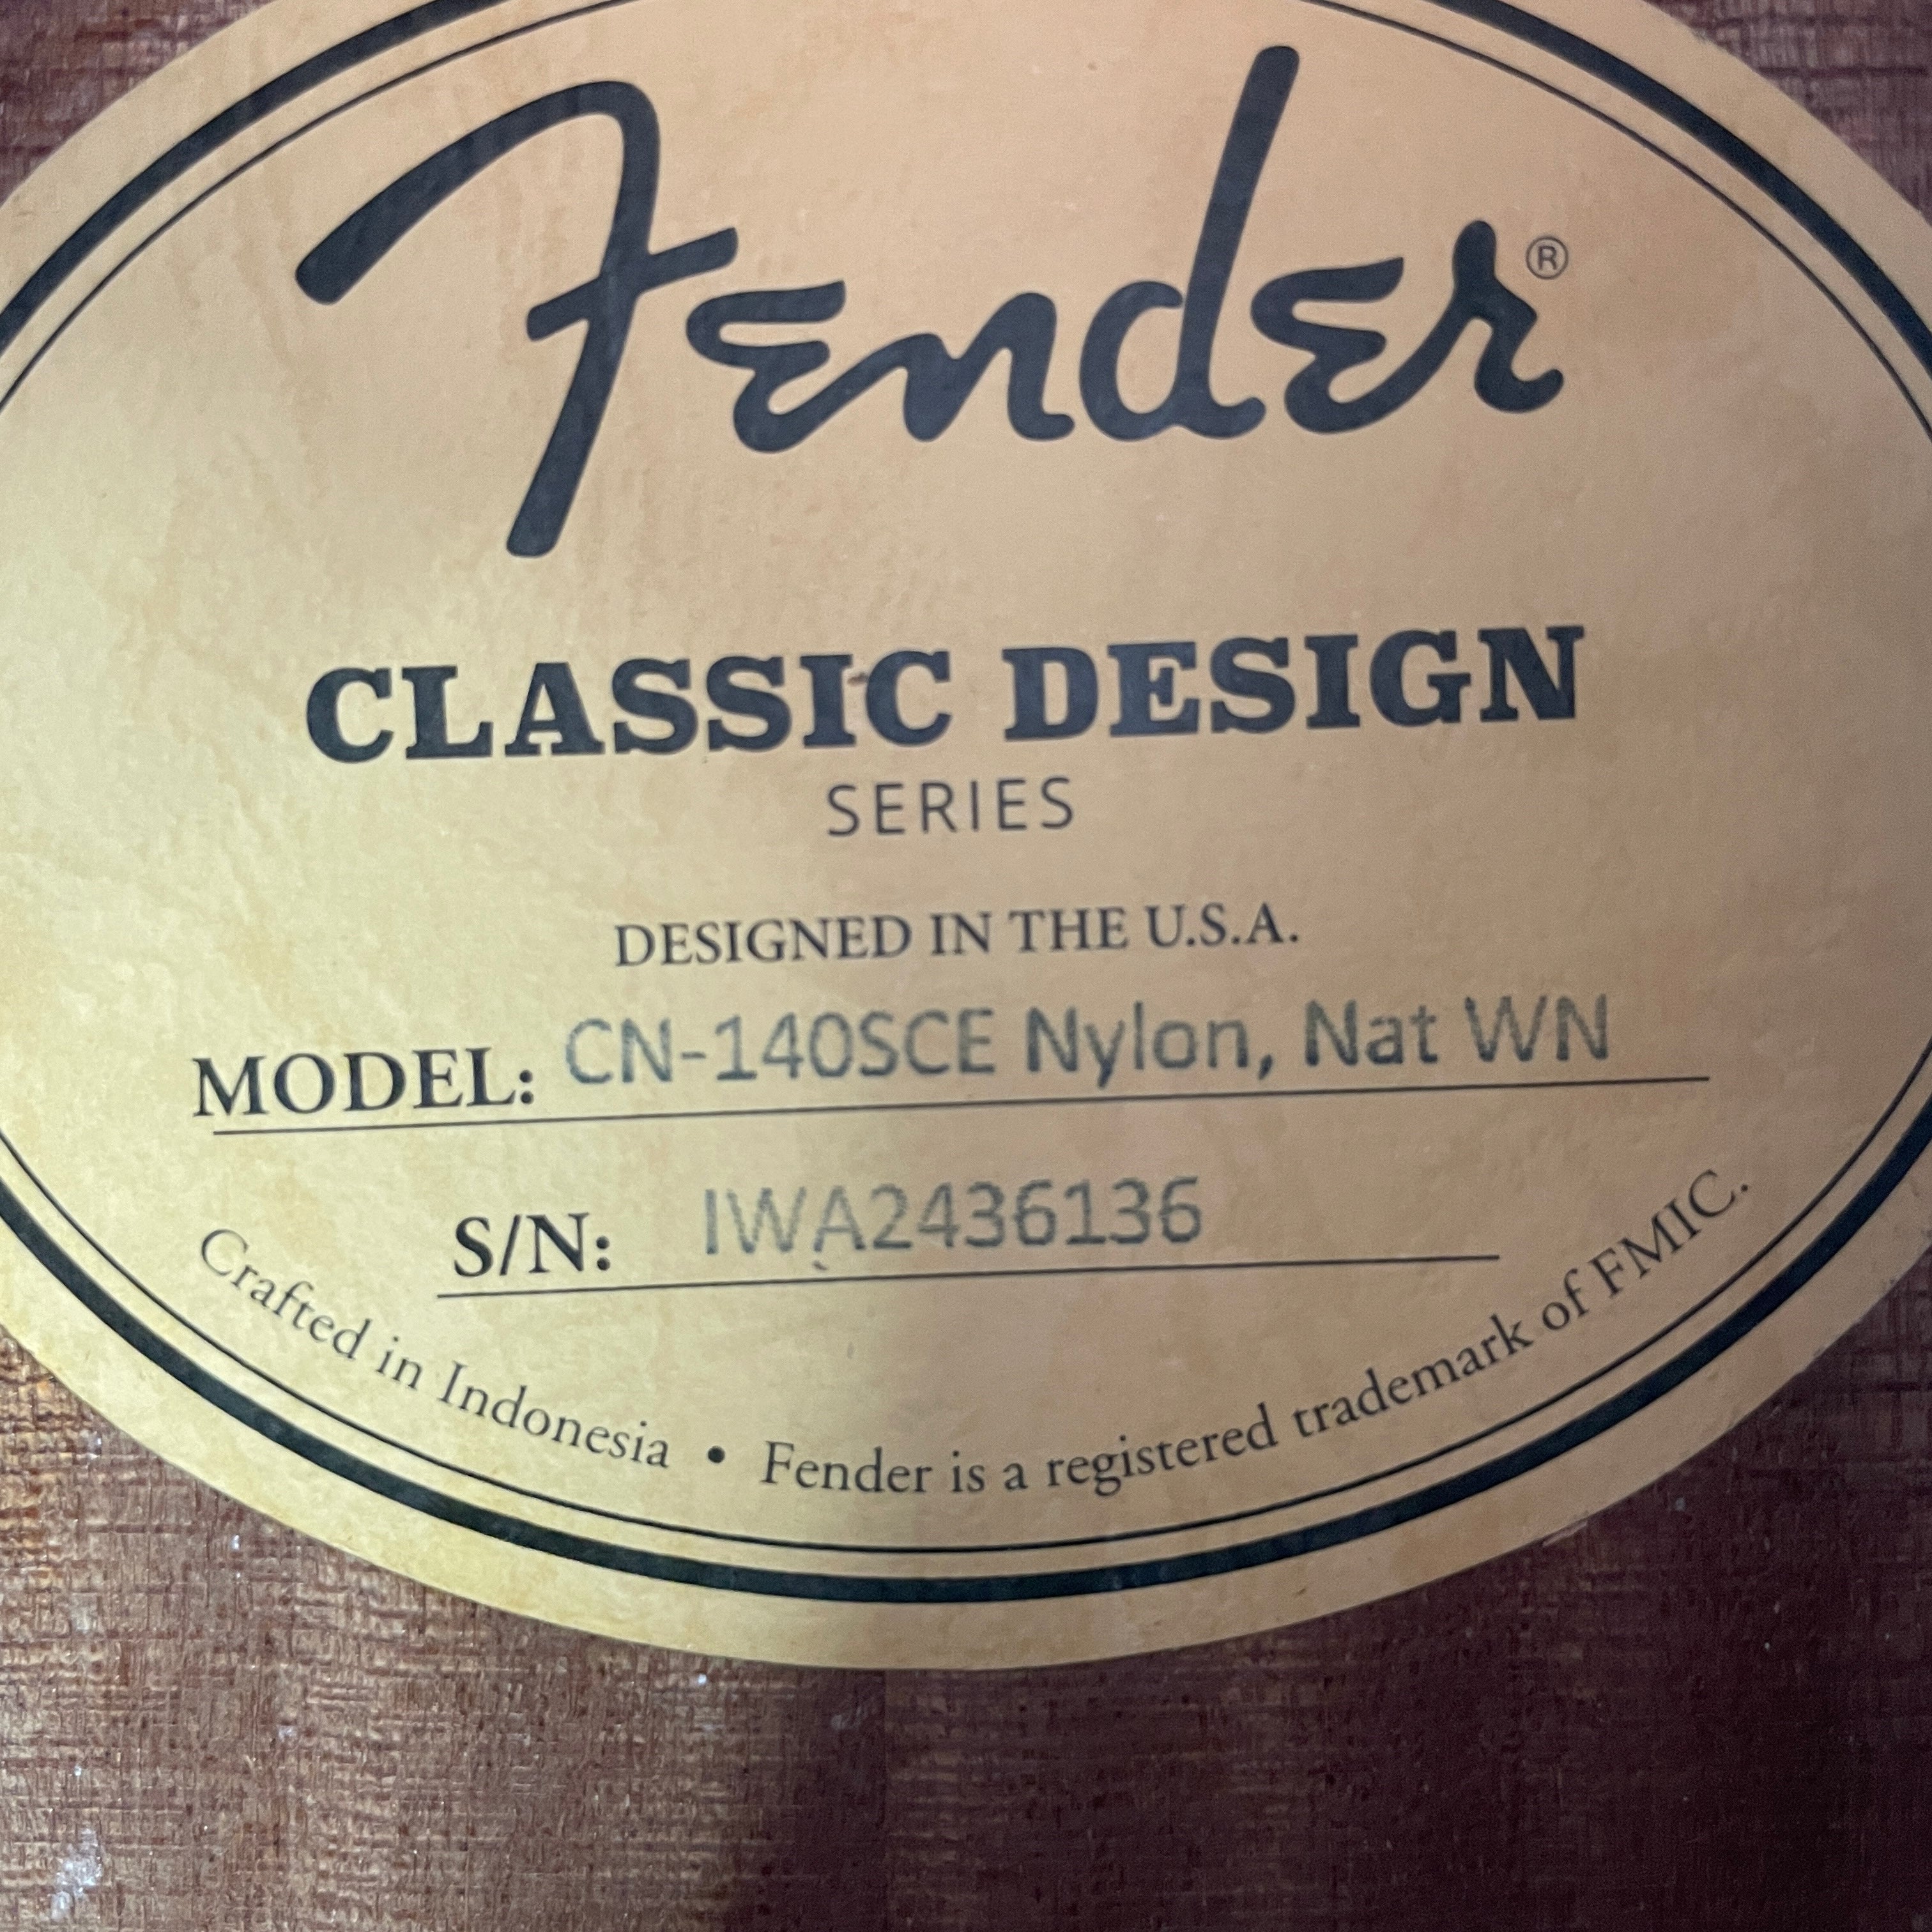 Fender®
CLASSIC DESIGN
SERIES
DESIGNED IN THE U.S.A.
MODEL: CN-140SCE Nylon, Nat WN
S/N: IWA2436136
Crafted in Indonesia • Fender is a registered trademark of FMIC.